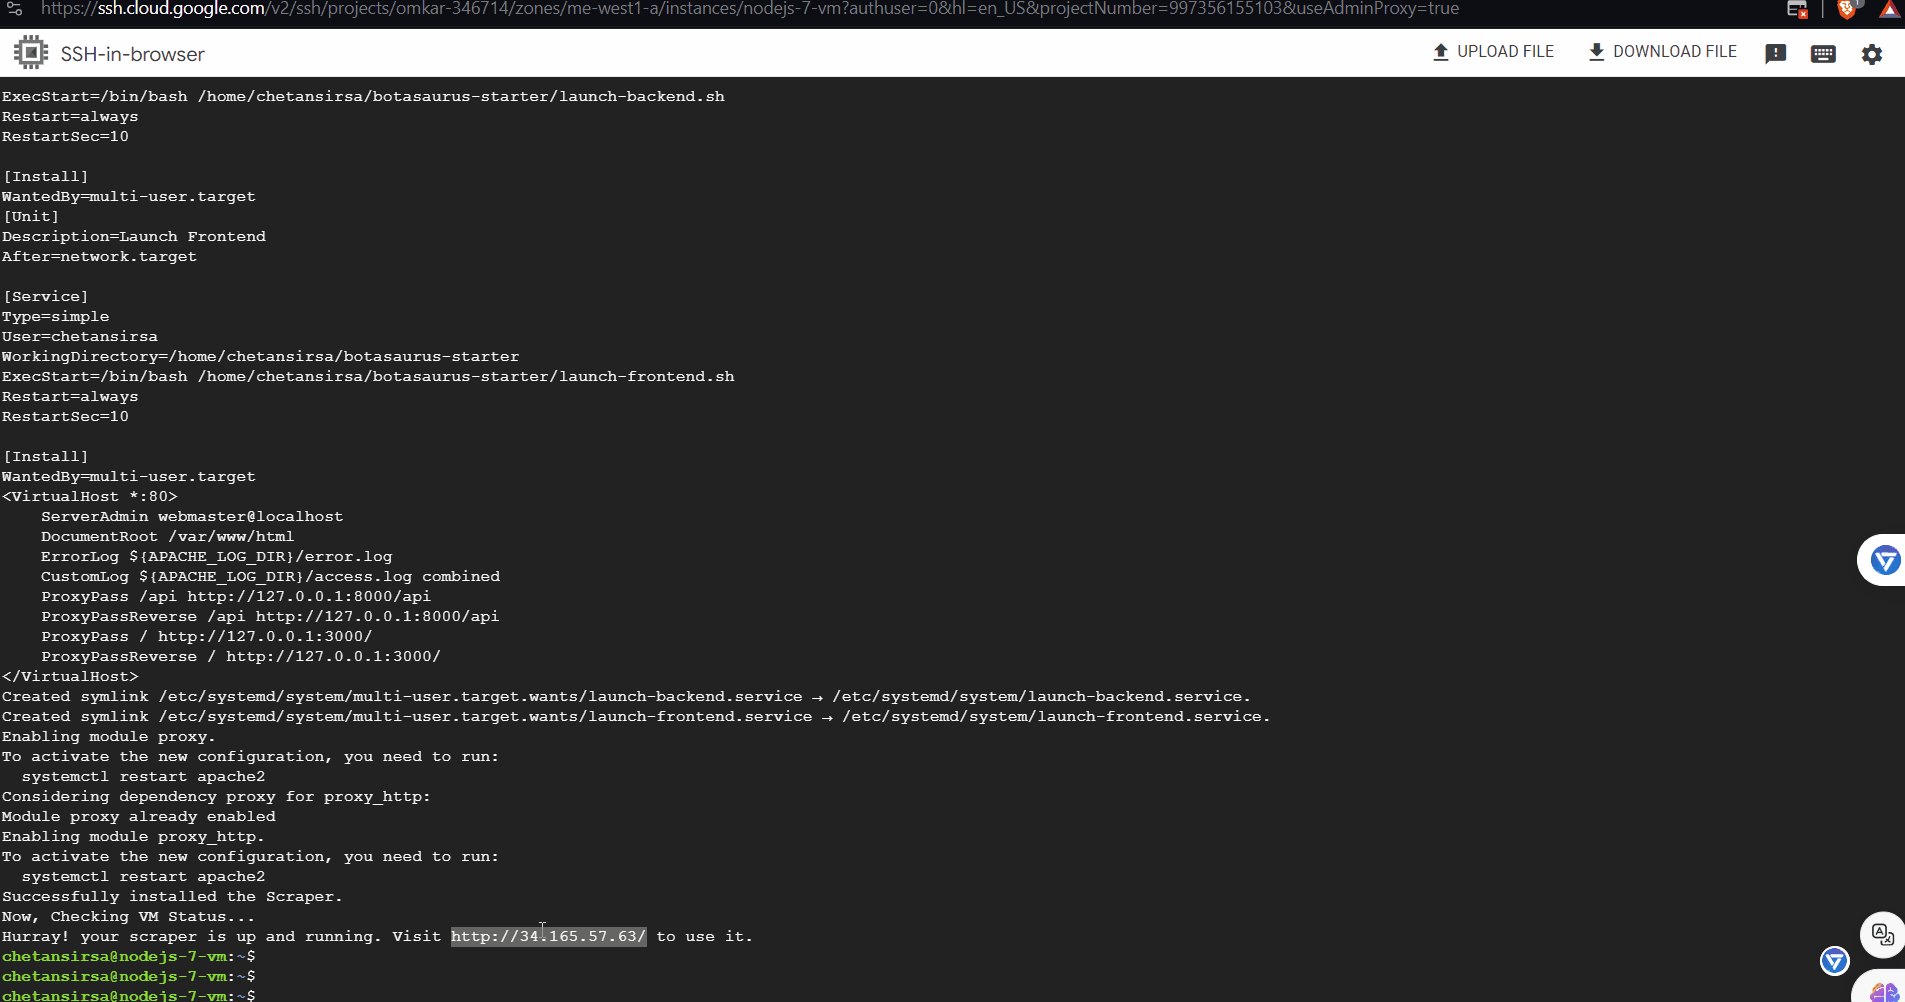 https://ssh.cloud.google.com/v2/ssh/projects/omkar-346714/zones/me-west1-a/instances/nodejs-7-vm?authuser=0&hl=en_US&projectNumber=997356155103&useAdminProxy=true
SSH-in-browser
UPLOAD FILE
DOWNLOAD FILE
ExecStart=/bin/bash /home/chetansirsa/botasaurus-starter/launch-backend.sh
Restart=always
RestartSec=10
[Install]
WantedBy=multi-user.target
[Unit]
Description=Launch Frontend
After=network.target
[Service]
Type=simple
User=chetansirsa
WorkingDirectory=/home/chetansirsa/botasaurus-starter
ExecStart=/bin/bash /home/chetansirsa/botasaurus-starter/launch-frontend.sh
Restart=always
RestartSec=10
[Install]
WantedBy=multi-user.target
<VirtualHost *:80>
    ServerAdmin webmaster@localhost
    DocumentRoot /var/www/html
    ErrorLog ${APACHE_LOG_DIR}/error.log
    CustomLog ${APACHE_LOG_DIR}/access.log combined
    ProxyPass /api http://127.0.0.1:8000/api
    ProxyPassReverse /api http://127.0.0.1:8000/api
    ProxyPass / http://127.0.0.1:3000/
    ProxyPassReverse / http://127.0.0.1:3000/
</VirtualHost>
Created symlink /etc/systemd/system/multi-user.target.wants/launch-backend.service → /etc/systemd/system/launch-backend.service.
Created symlink /etc/systemd/system/multi-user.target.wants/launch-frontend.service → /etc/systemd/system/launch-frontend.service.
Enabling module proxy.
To activate the new configuration, you need to run:
  systemctl restart apache2
Considering dependency proxy for proxy_http:
Module proxy already enabled
Enabling module proxy_http.
To activate the new configuration, you need to run:
  systemctl restart apache2
Successfully installed the Scraper.
Now, Checking VM Status...
Hurray! your scraper is up and running. Visit http://34.165.57.63/ to use it.
chetansirsa@nodejs-7-vm:~$
chetansirsa@nodejs-7-vm:~$
chetansirsa@nodejs-7-vm:~$